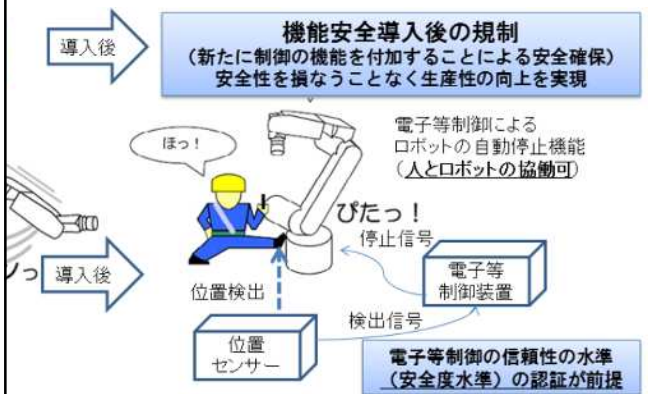 導入後
機能安全導入後の規制
（新たに制御の機能を付加することによる安全確保）
安全性を損なうことなく生産性の向上を実現
電子等制御による
ロボットの自動停止機能
（人とロボットの協働可）
ほっ！
ぴたっ！
停止信号
っ
導入後
位置検出
電子等
制御装置
検出信号
位置
センサー
電子等制御の信頼性の水準
（安全度水準）の認証が前提